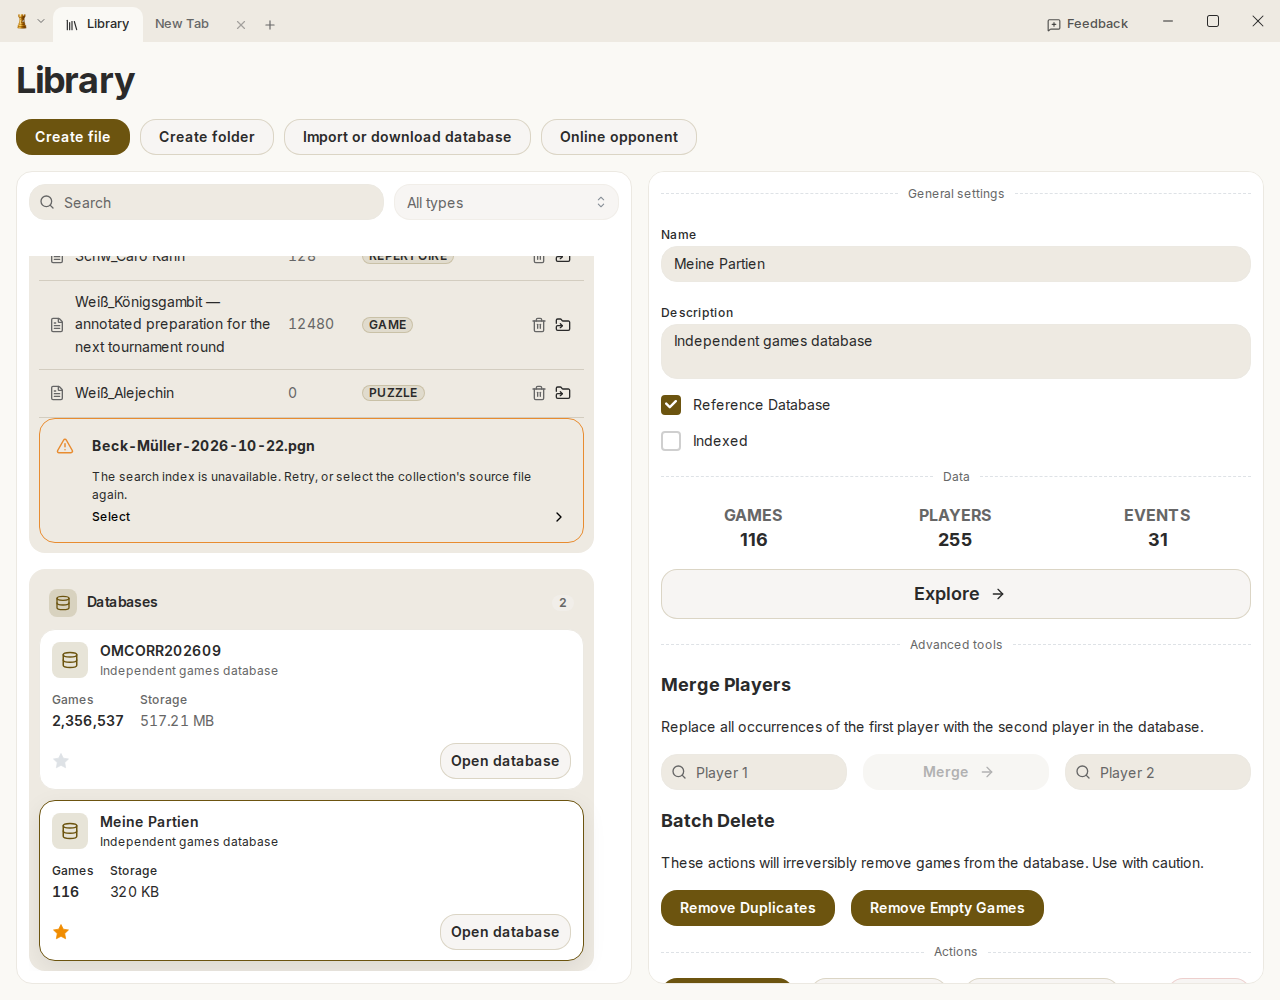 Library
New Tab
Feedback
Library
Create file
Create folder
Import or download database
Online opponent
Search
All types
Schw_Caro Kann
128
REPERTOIRE
Weiß_Königsgambit —
annotated preparation for the
next tournament round
12480
GAME
Weiß_Alejechin
0
PUZZLE
Beck-Müller-2026-10-22.pgn
The search index is unavailable. Retry, or select the collection's source file
again.
Select
Databases
2
OMCORR202609
Independent games database
Games
Storage
2,356,537
517.21 MB
Open database
Meine Partien
Independent games database
Games
Storage
116
320 KB
Open database
General settings
Name
Meine Partien
Description
Independent games database
Reference Database
Indexed
Data
GAMES
PLAYERS
EVENTS
116
255
31
Explore
Advanced tools
Merge Players
Replace all occurrences of the first player with the second player in the database.
Player 1
Merge
Player 2
Batch Delete
These actions will irreversibly remove games from the database. Use with caution.
Remove Duplicates
Remove Empty Games
Actions